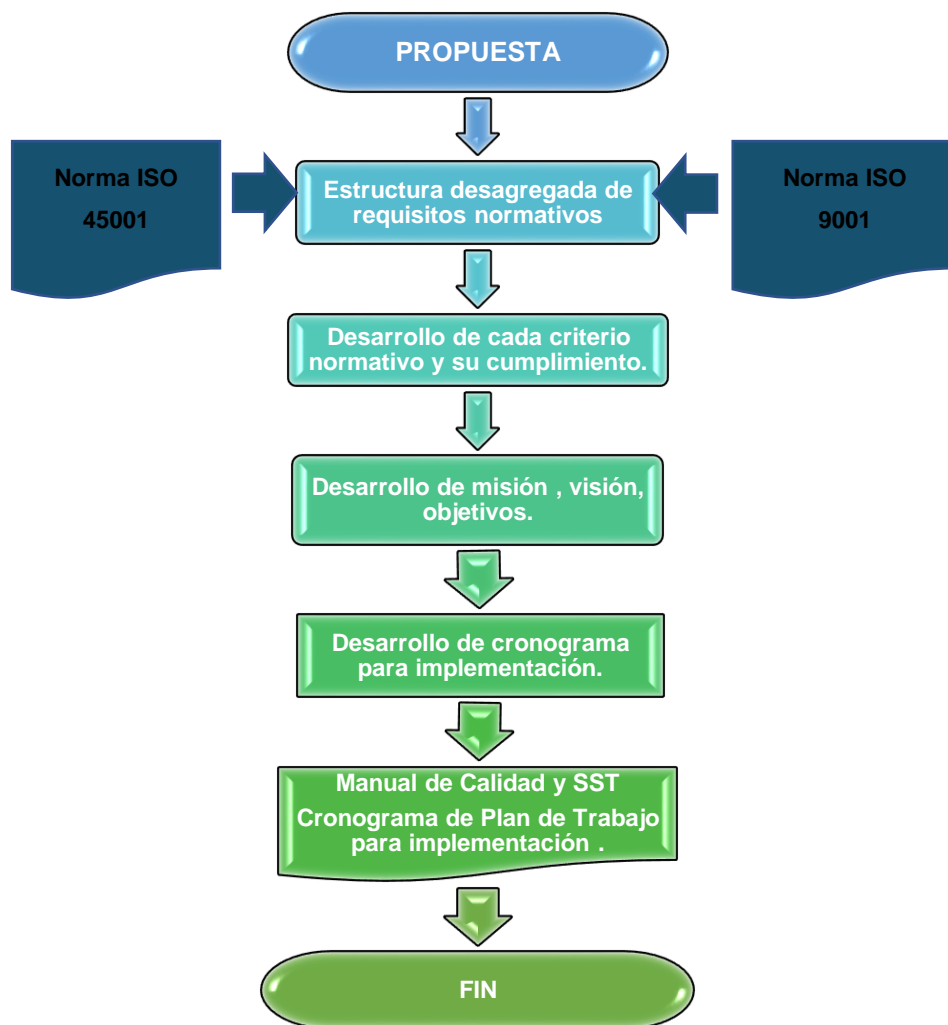 PROPUESTA
Norma ISO
45001
Estructura desagregada de
requisitos normativos
Norma ISO
9001
Desarrollo de cada criterio
normativo y su cumplimiento.
Desarrollo de misión , visión,
objetivos.
Desarrollo de cronograma
para implementación.
Manual de Calidad y SST
Cronograma de Plan de Trabajo
para implementación .
FIN